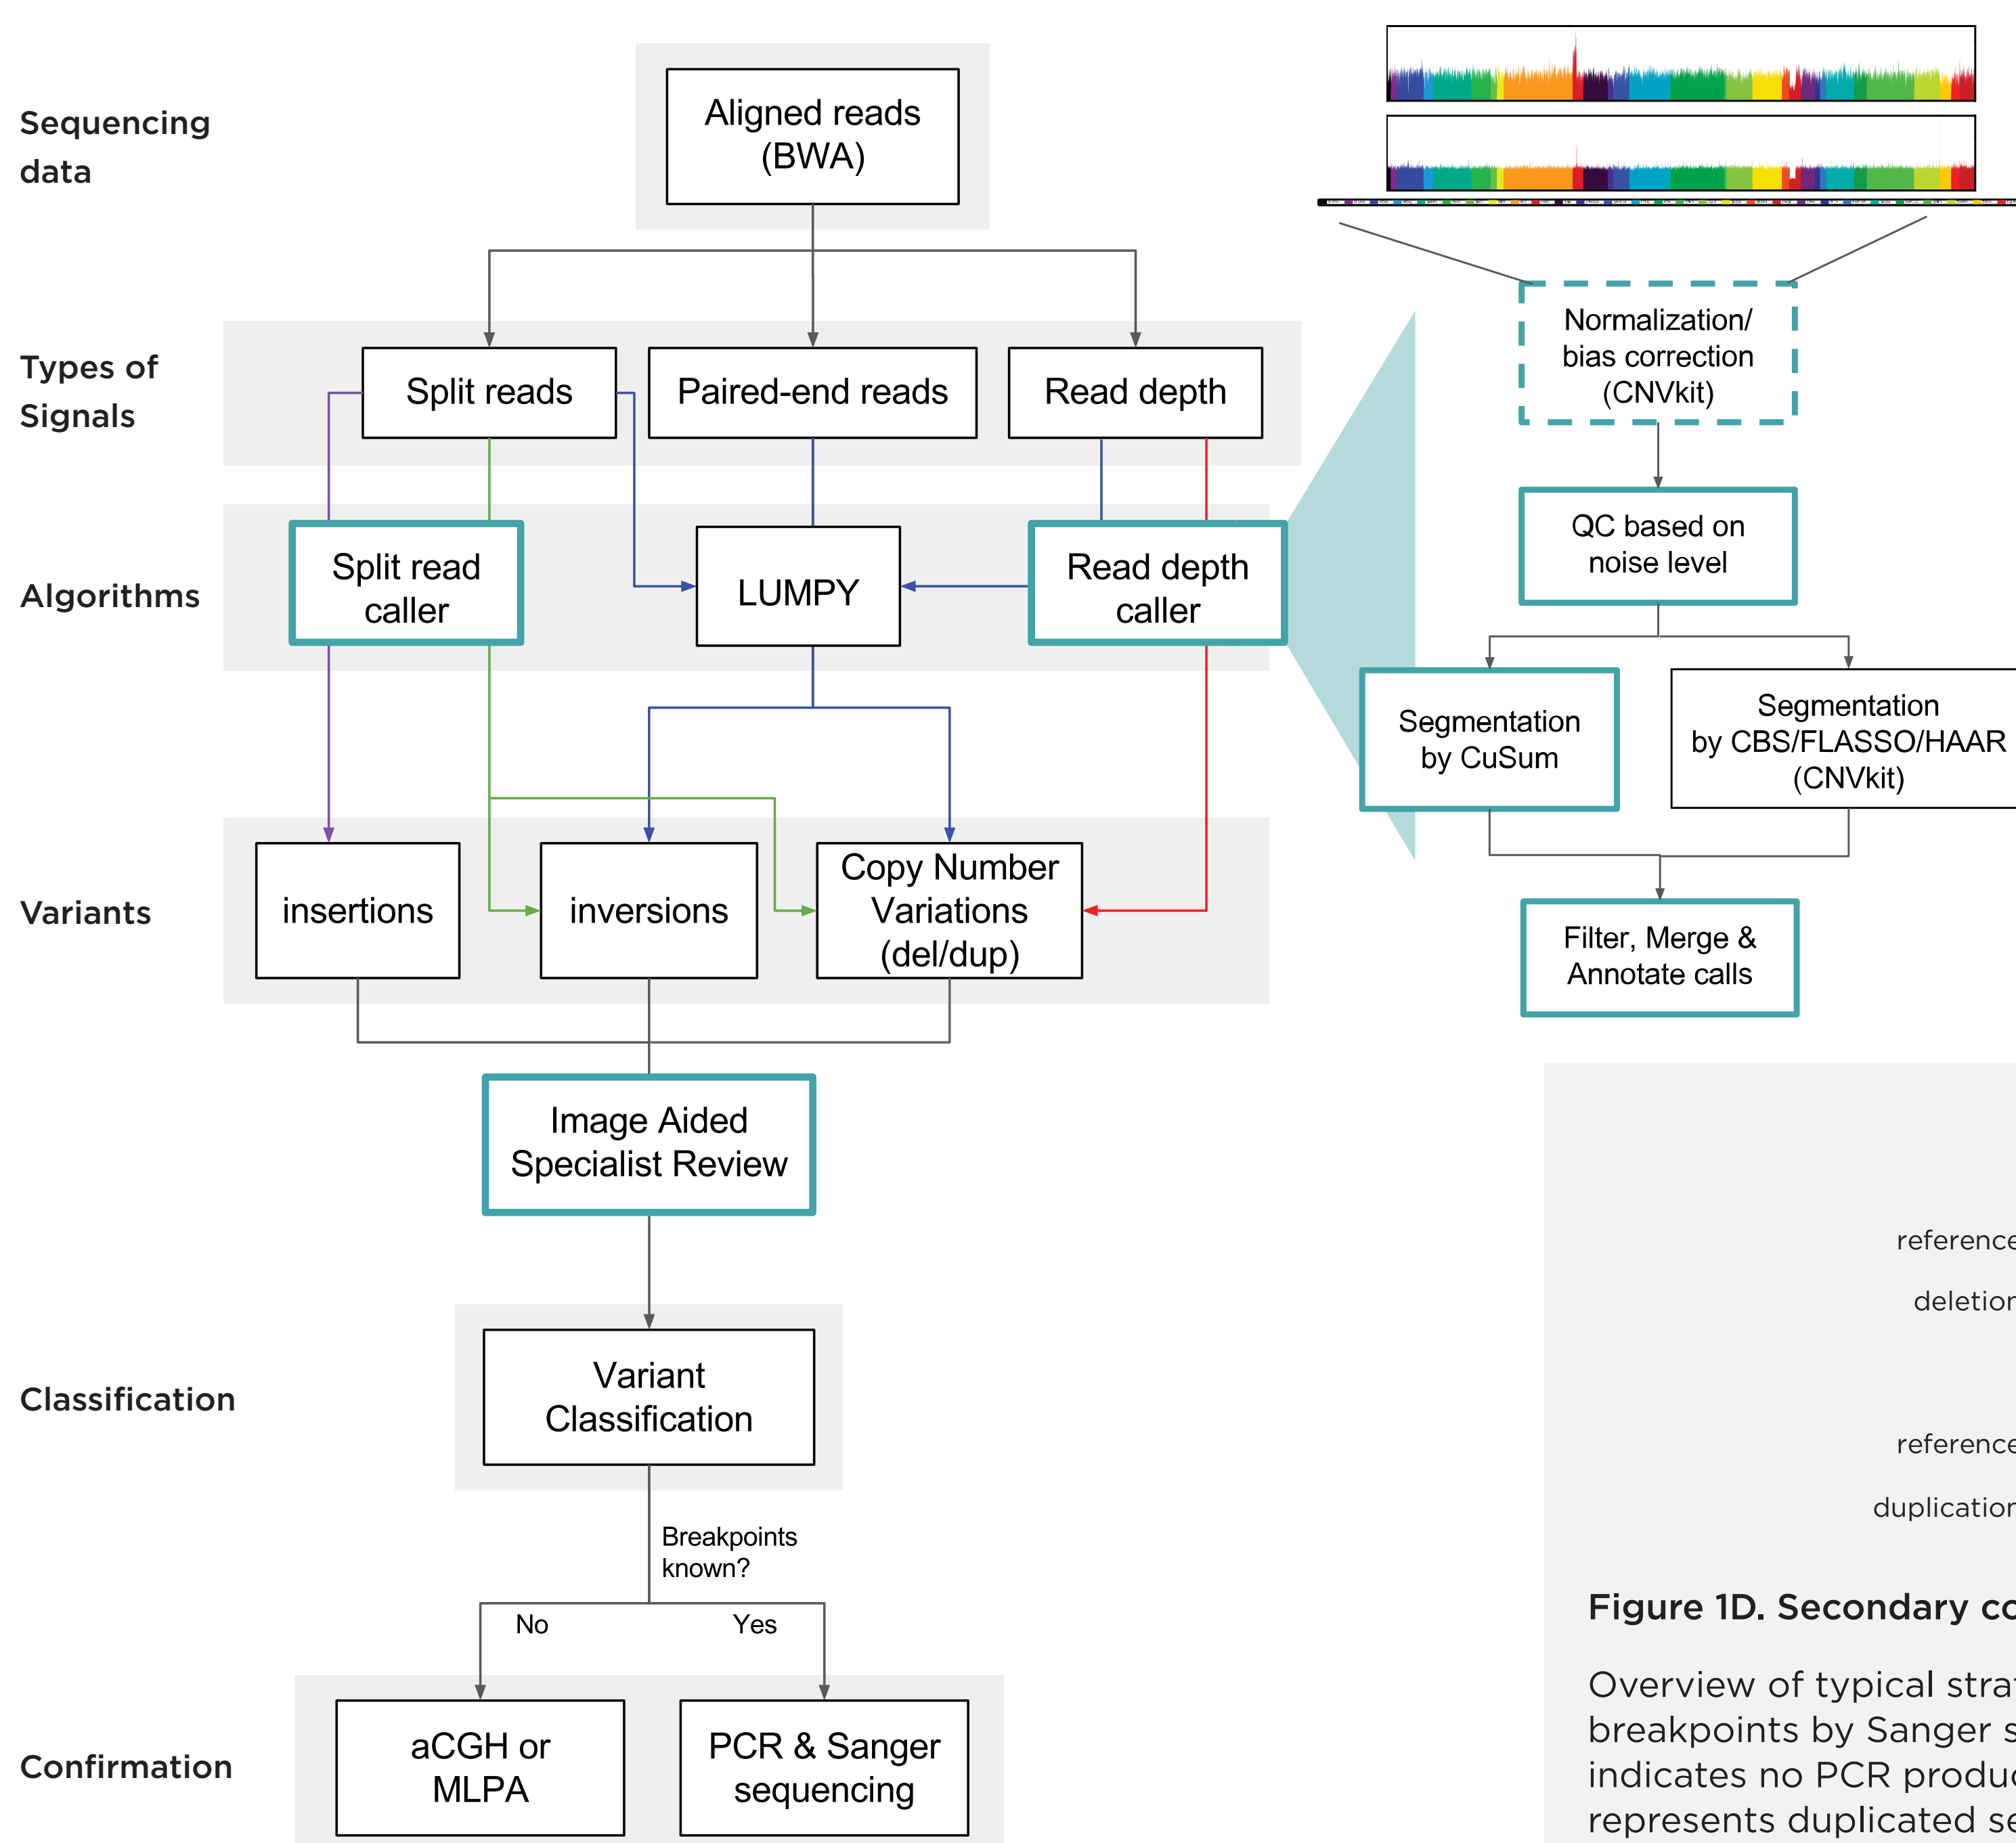 Sequencing
data
Aligned reads
(BWA)
Types of
Signals
Split reads
Paired-end reads
Read depth
Algorithms
Split read
caller
LUMPY
Read depth
caller
Variants
insertions
inversions
Copy Number
Variations
(del/dup)
Image Aided
Specialist Review
Classification
Variant
Classification
Breakpoints
known?
No
Yes
Confirmation
aCGH or
MLPA
PCR & Sanger
sequencing
Normalization/
bias correction
(CNVkit)
QC based on
noise level
Segmentation
by CuSum
Segmentation
by CBS/FLASSO/HAAR
(CNVkit)
Filter, Merge &
Annotate calls
reference
deletion
reference
duplication
Figure 1D. Secondary
Overview of typical
breakpoints by Sanger
indicates no PCR
represents duplicated